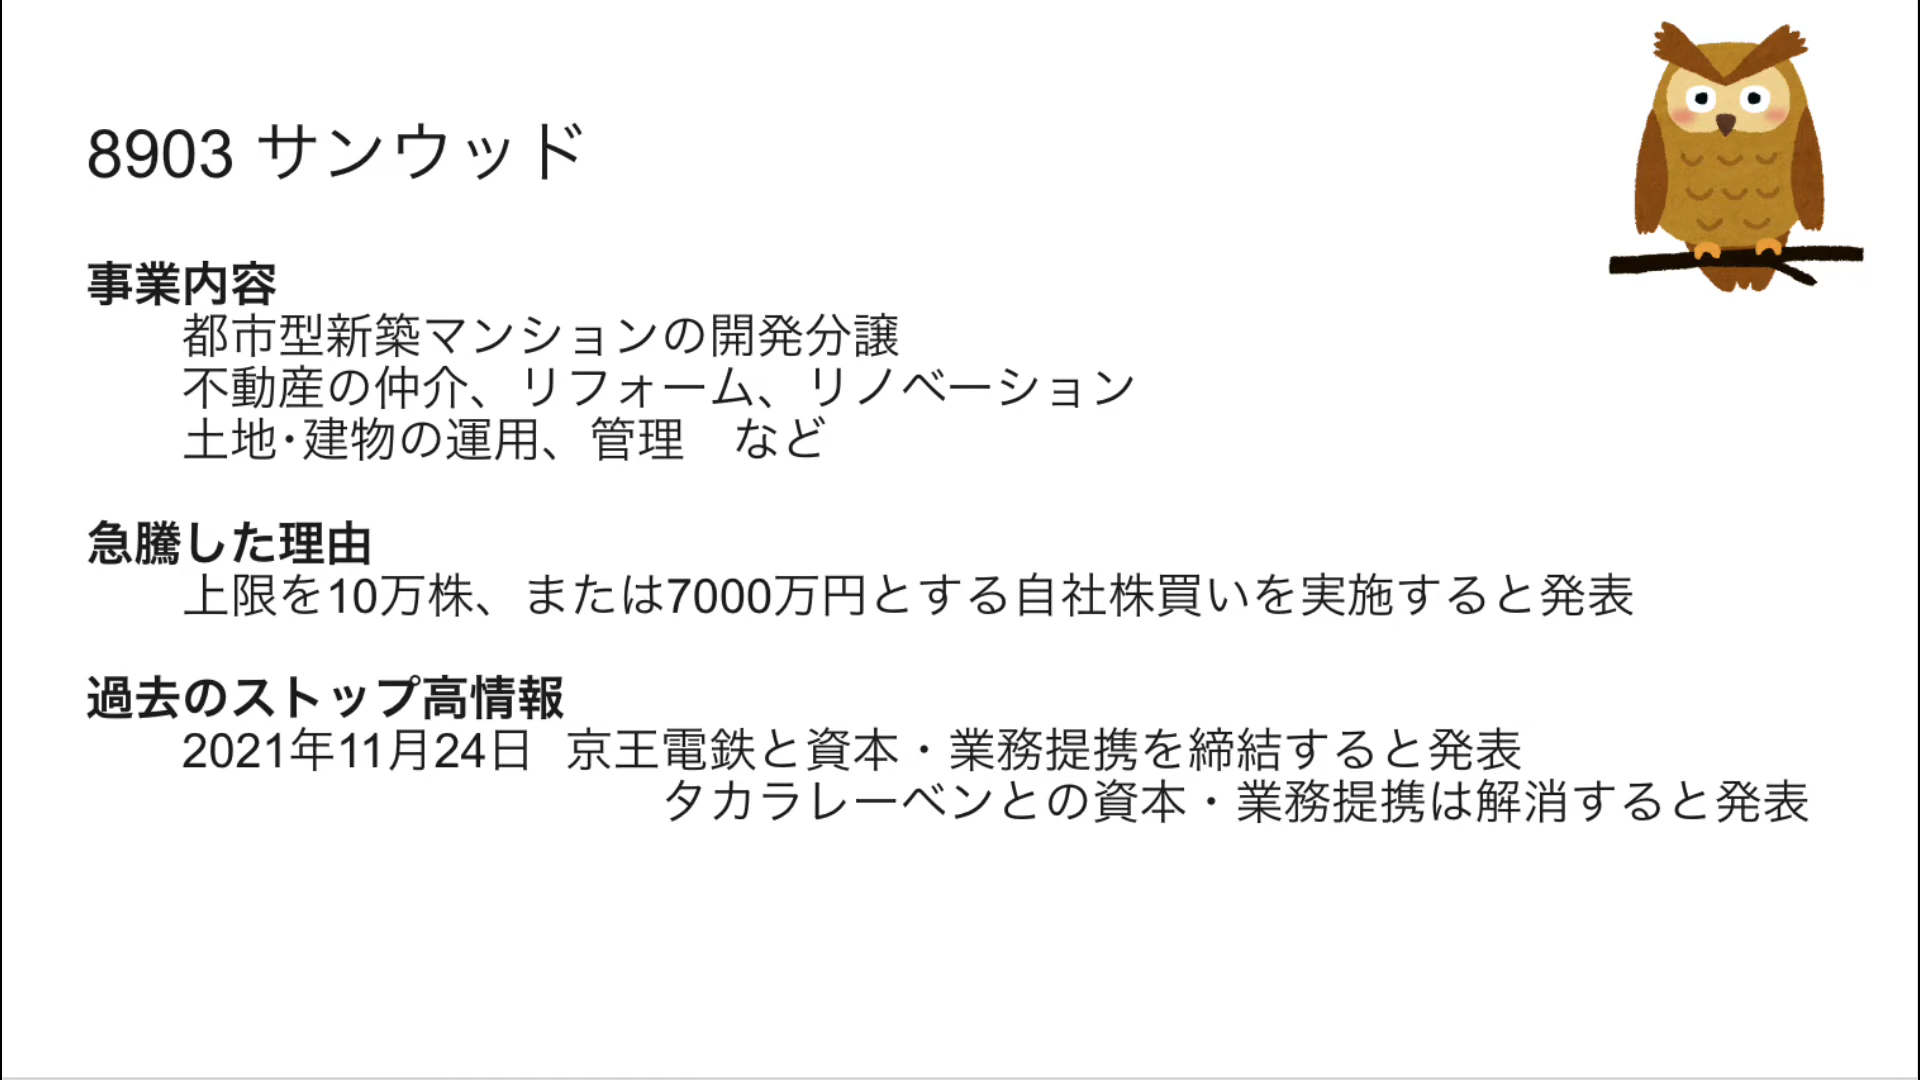 8903 サンウッド
事業内容
都市型新築マンションの開発分譲
不動産の仲介、リフォーム、リノベーション
土地･建物の運用、管理　など
急騰した理由
上限を10万株、または7000万円とする自社株買いを実施すると発表
過去のストップ高情報
2021年11月24日 京王電鉄と資本・業務提携を締結すると発表
タカラレーベンとの資本・業務提携は解消すると発表